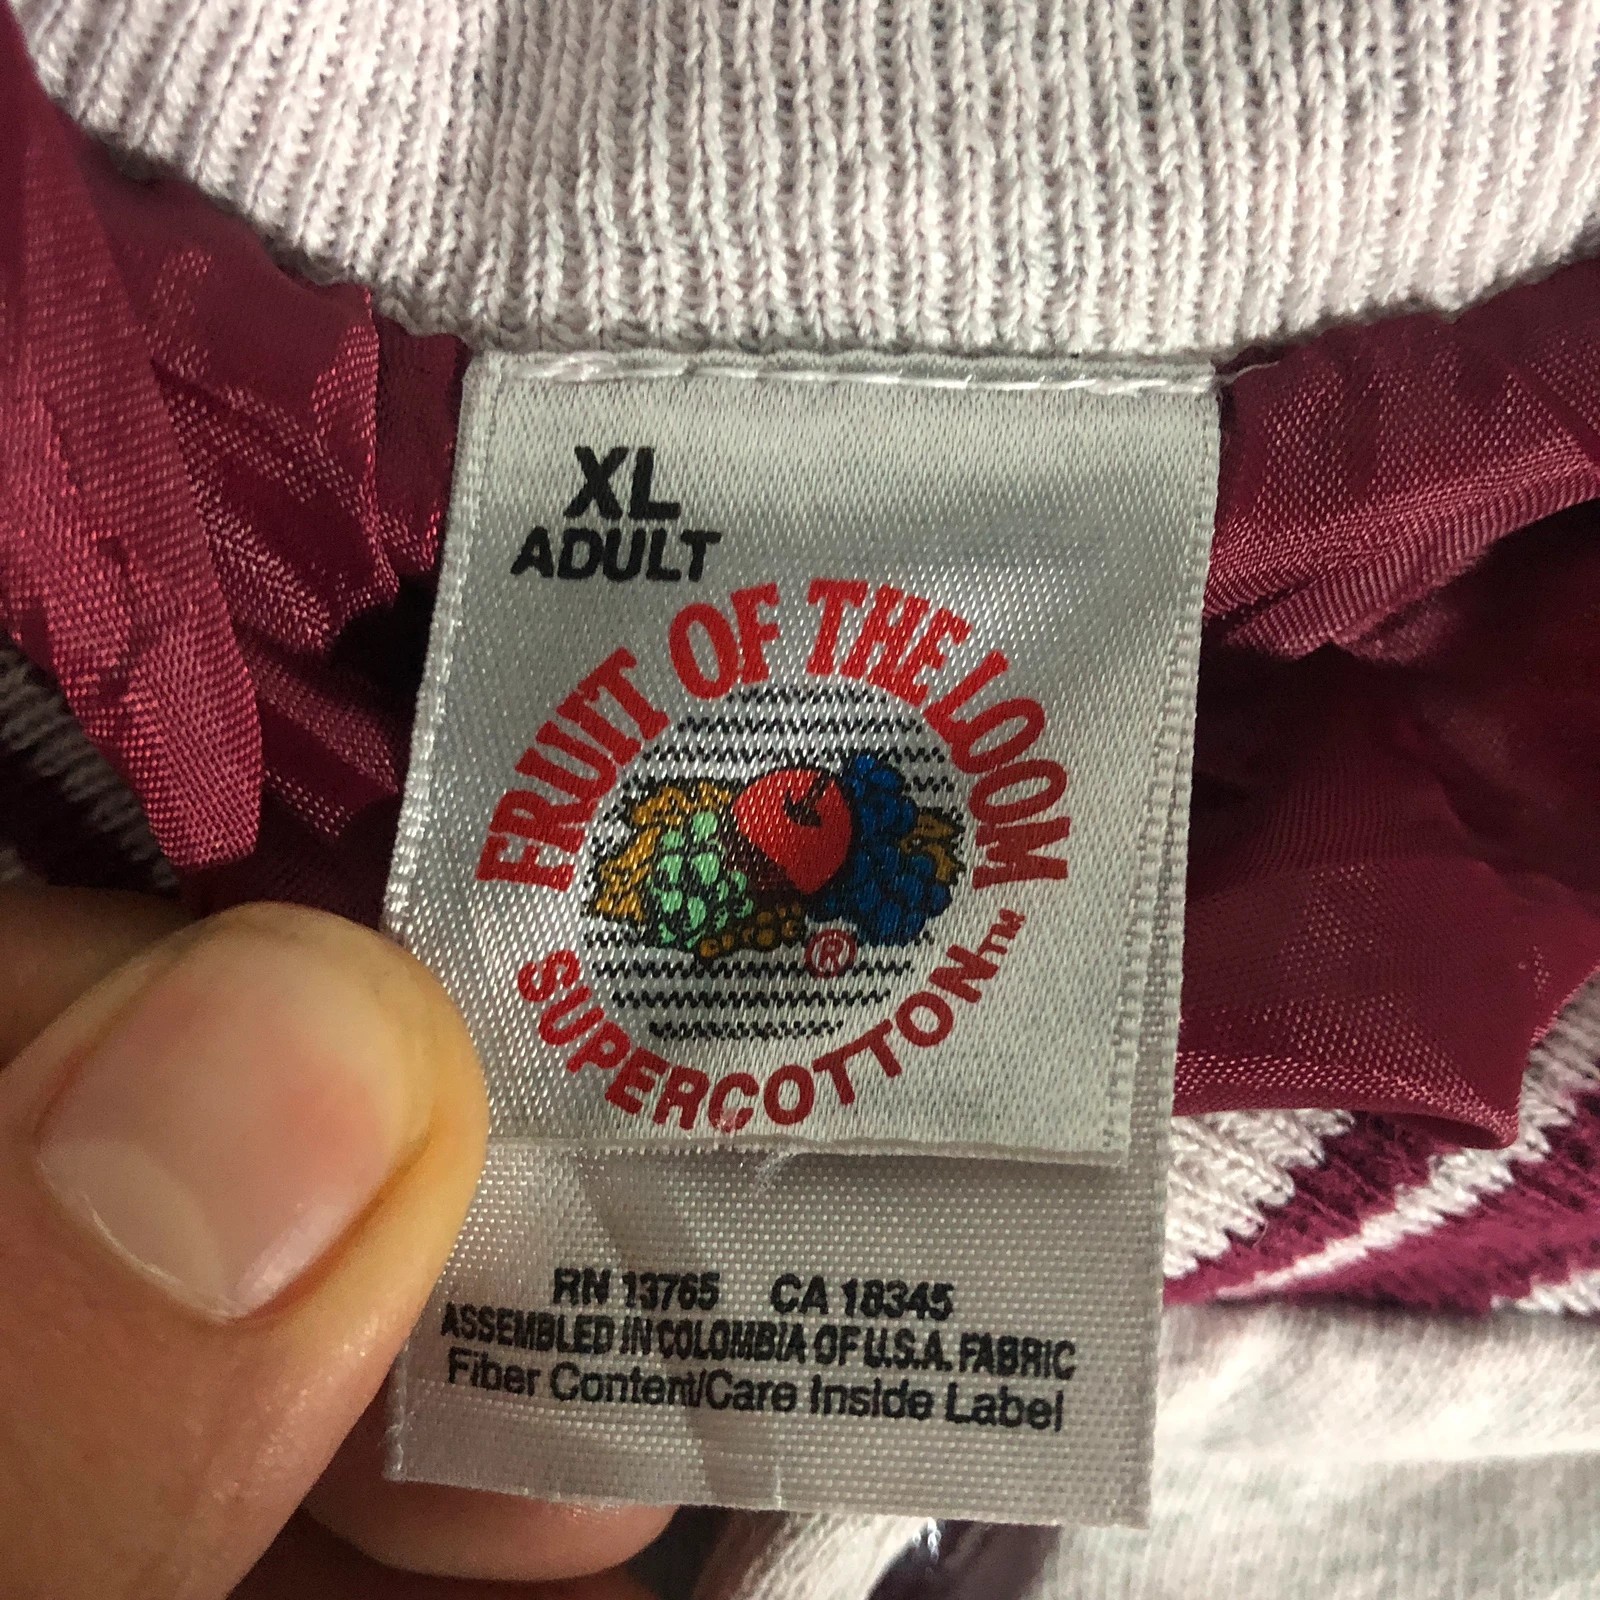 XL
ADULT
FRUIT OF THE LOOM
®
SUPERCOTTON™
RN 13765 CA 18345
ASSEMBLED IN COLOMBIA OF U.S.A. FABRIC
Fiber Content/Care Inside Label